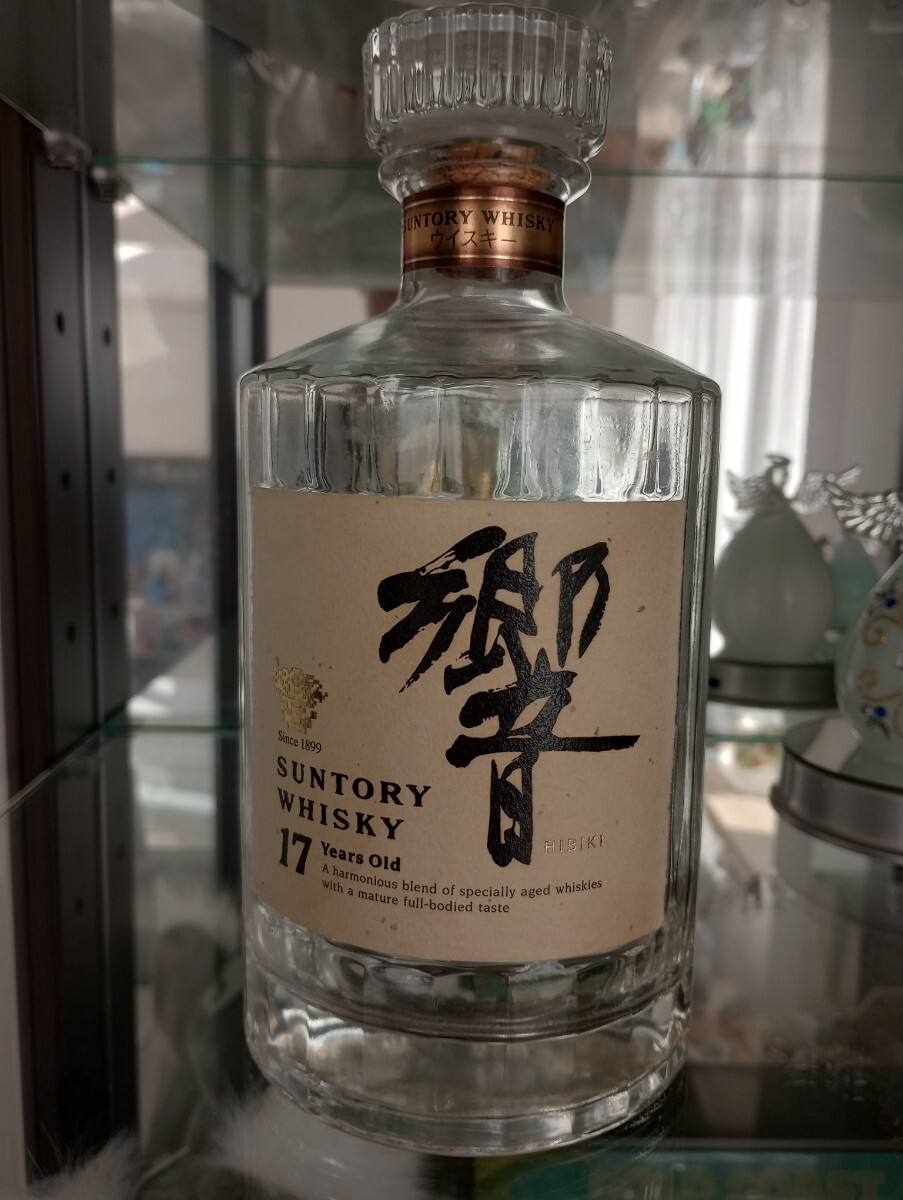 SUNTORY WHISKY
ウイスキー
響
Since 1899
SUNTORY
WHISKY
17 Years Old
A harmonious blend of specially aged whiskies
with a mature full-bodied taste
HIBIKI